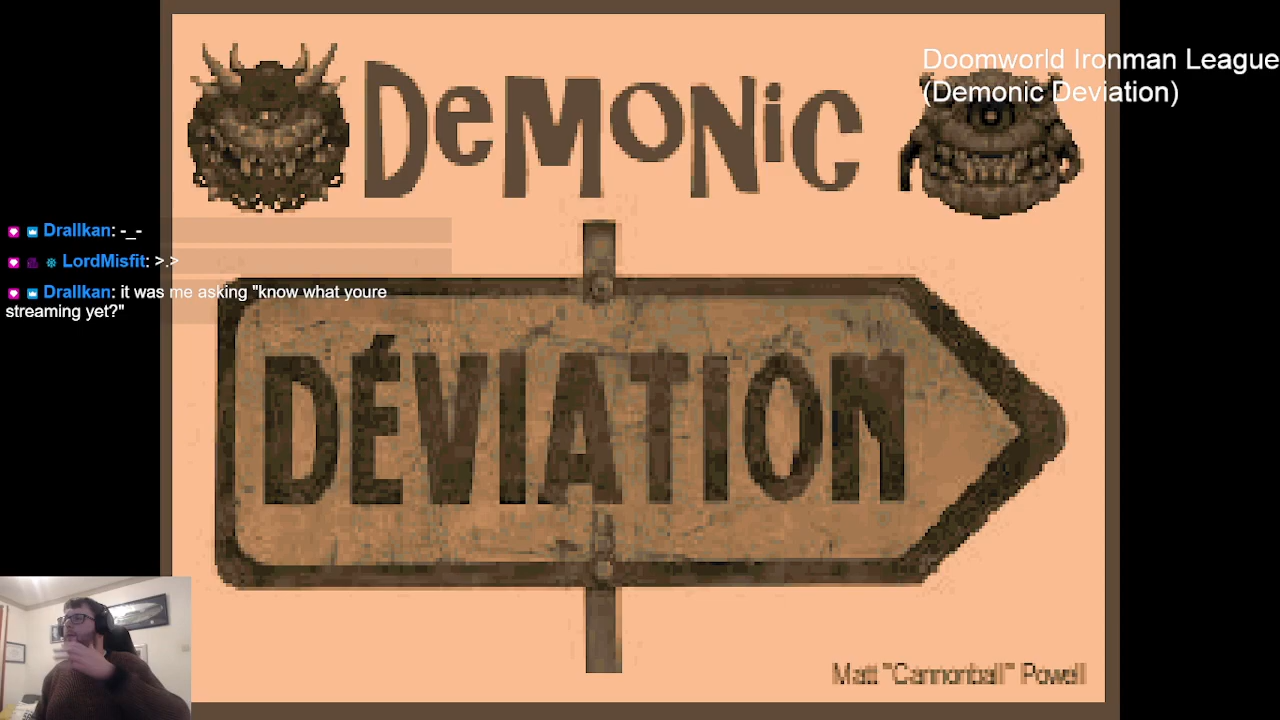 DeMoNiC
Doomworld Ironman League
(Demonic Deviation)
Drallkan: -_-
LordMisfit: >.>
Drallkan: it was me asking "know what youre
streaming yet?"
DÉVIATION
Matt "Cannonball" Powell